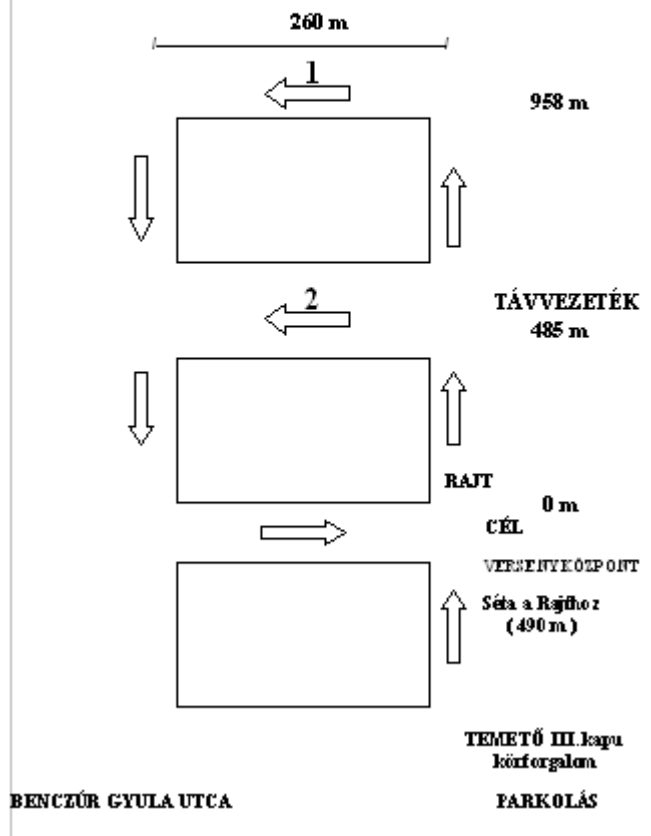 260 m
1
958 m
2
TÁVVEZETÉK
485 m
RAJT
0 m
CÉL
VERSENYKÖZPONT
Séta a Rajthoz
( 490 m )
TEMETŐ III.kapu
körforgalom
BENCZÚR GYULA UTCA
PARKOLÁS